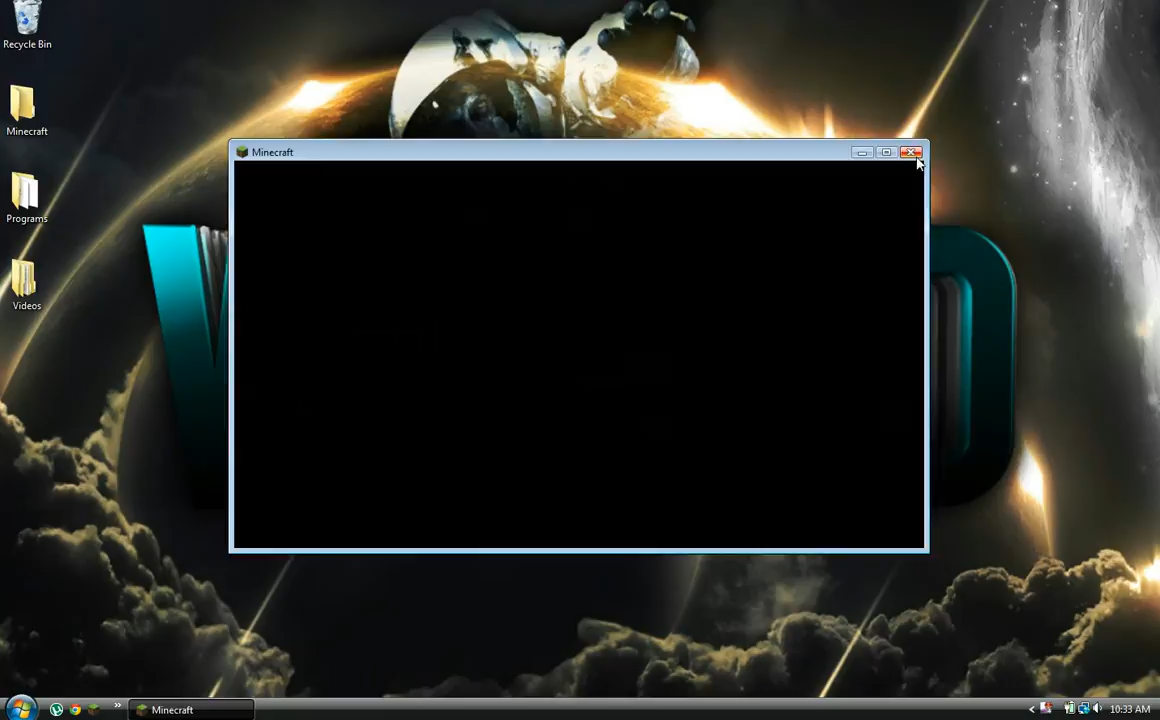 Recycle Bin
Minecraft
Minecraft
Programs
Videos
Minecraft
10:33 AM